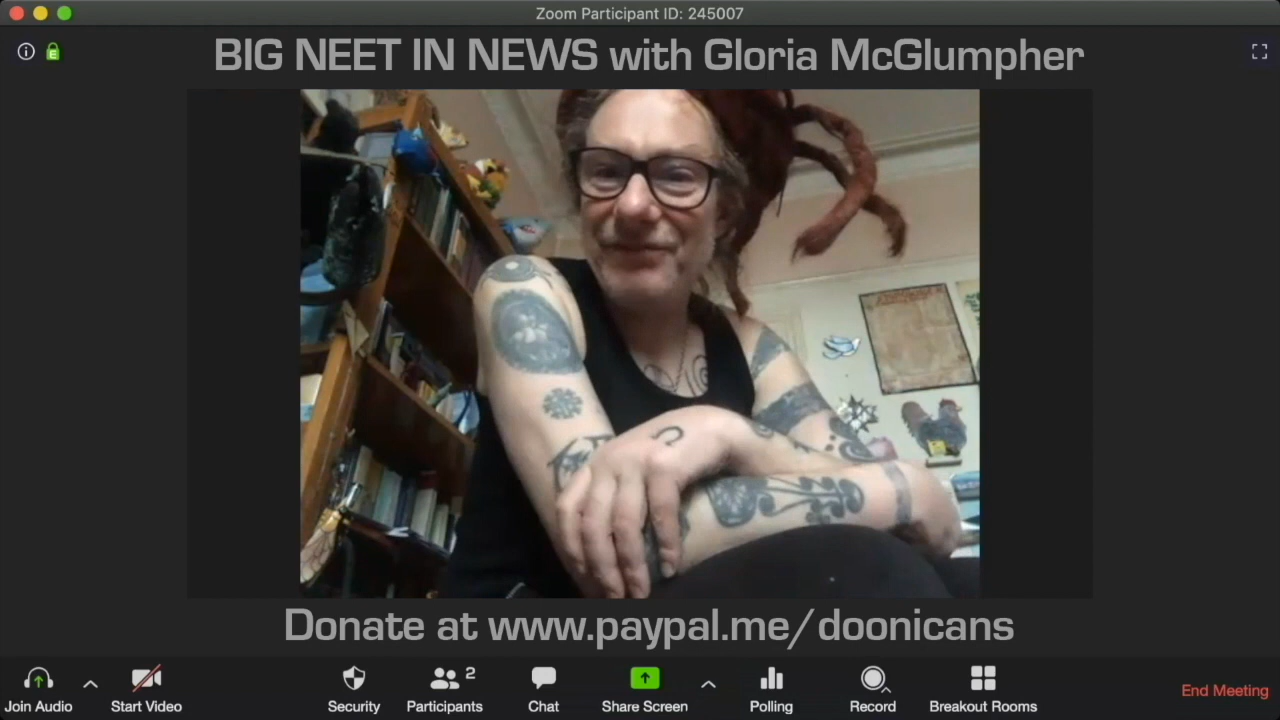 Zoom Participant ID: 245007
BIG NEET IN NEWS with Gloria McGlumpher
Donate at www.paypal.me/doonicans
Join Audio
Start Video
Security
Participants
2
Chat
Share Screen
Polling
Record
Breakout Rooms
End Meeting